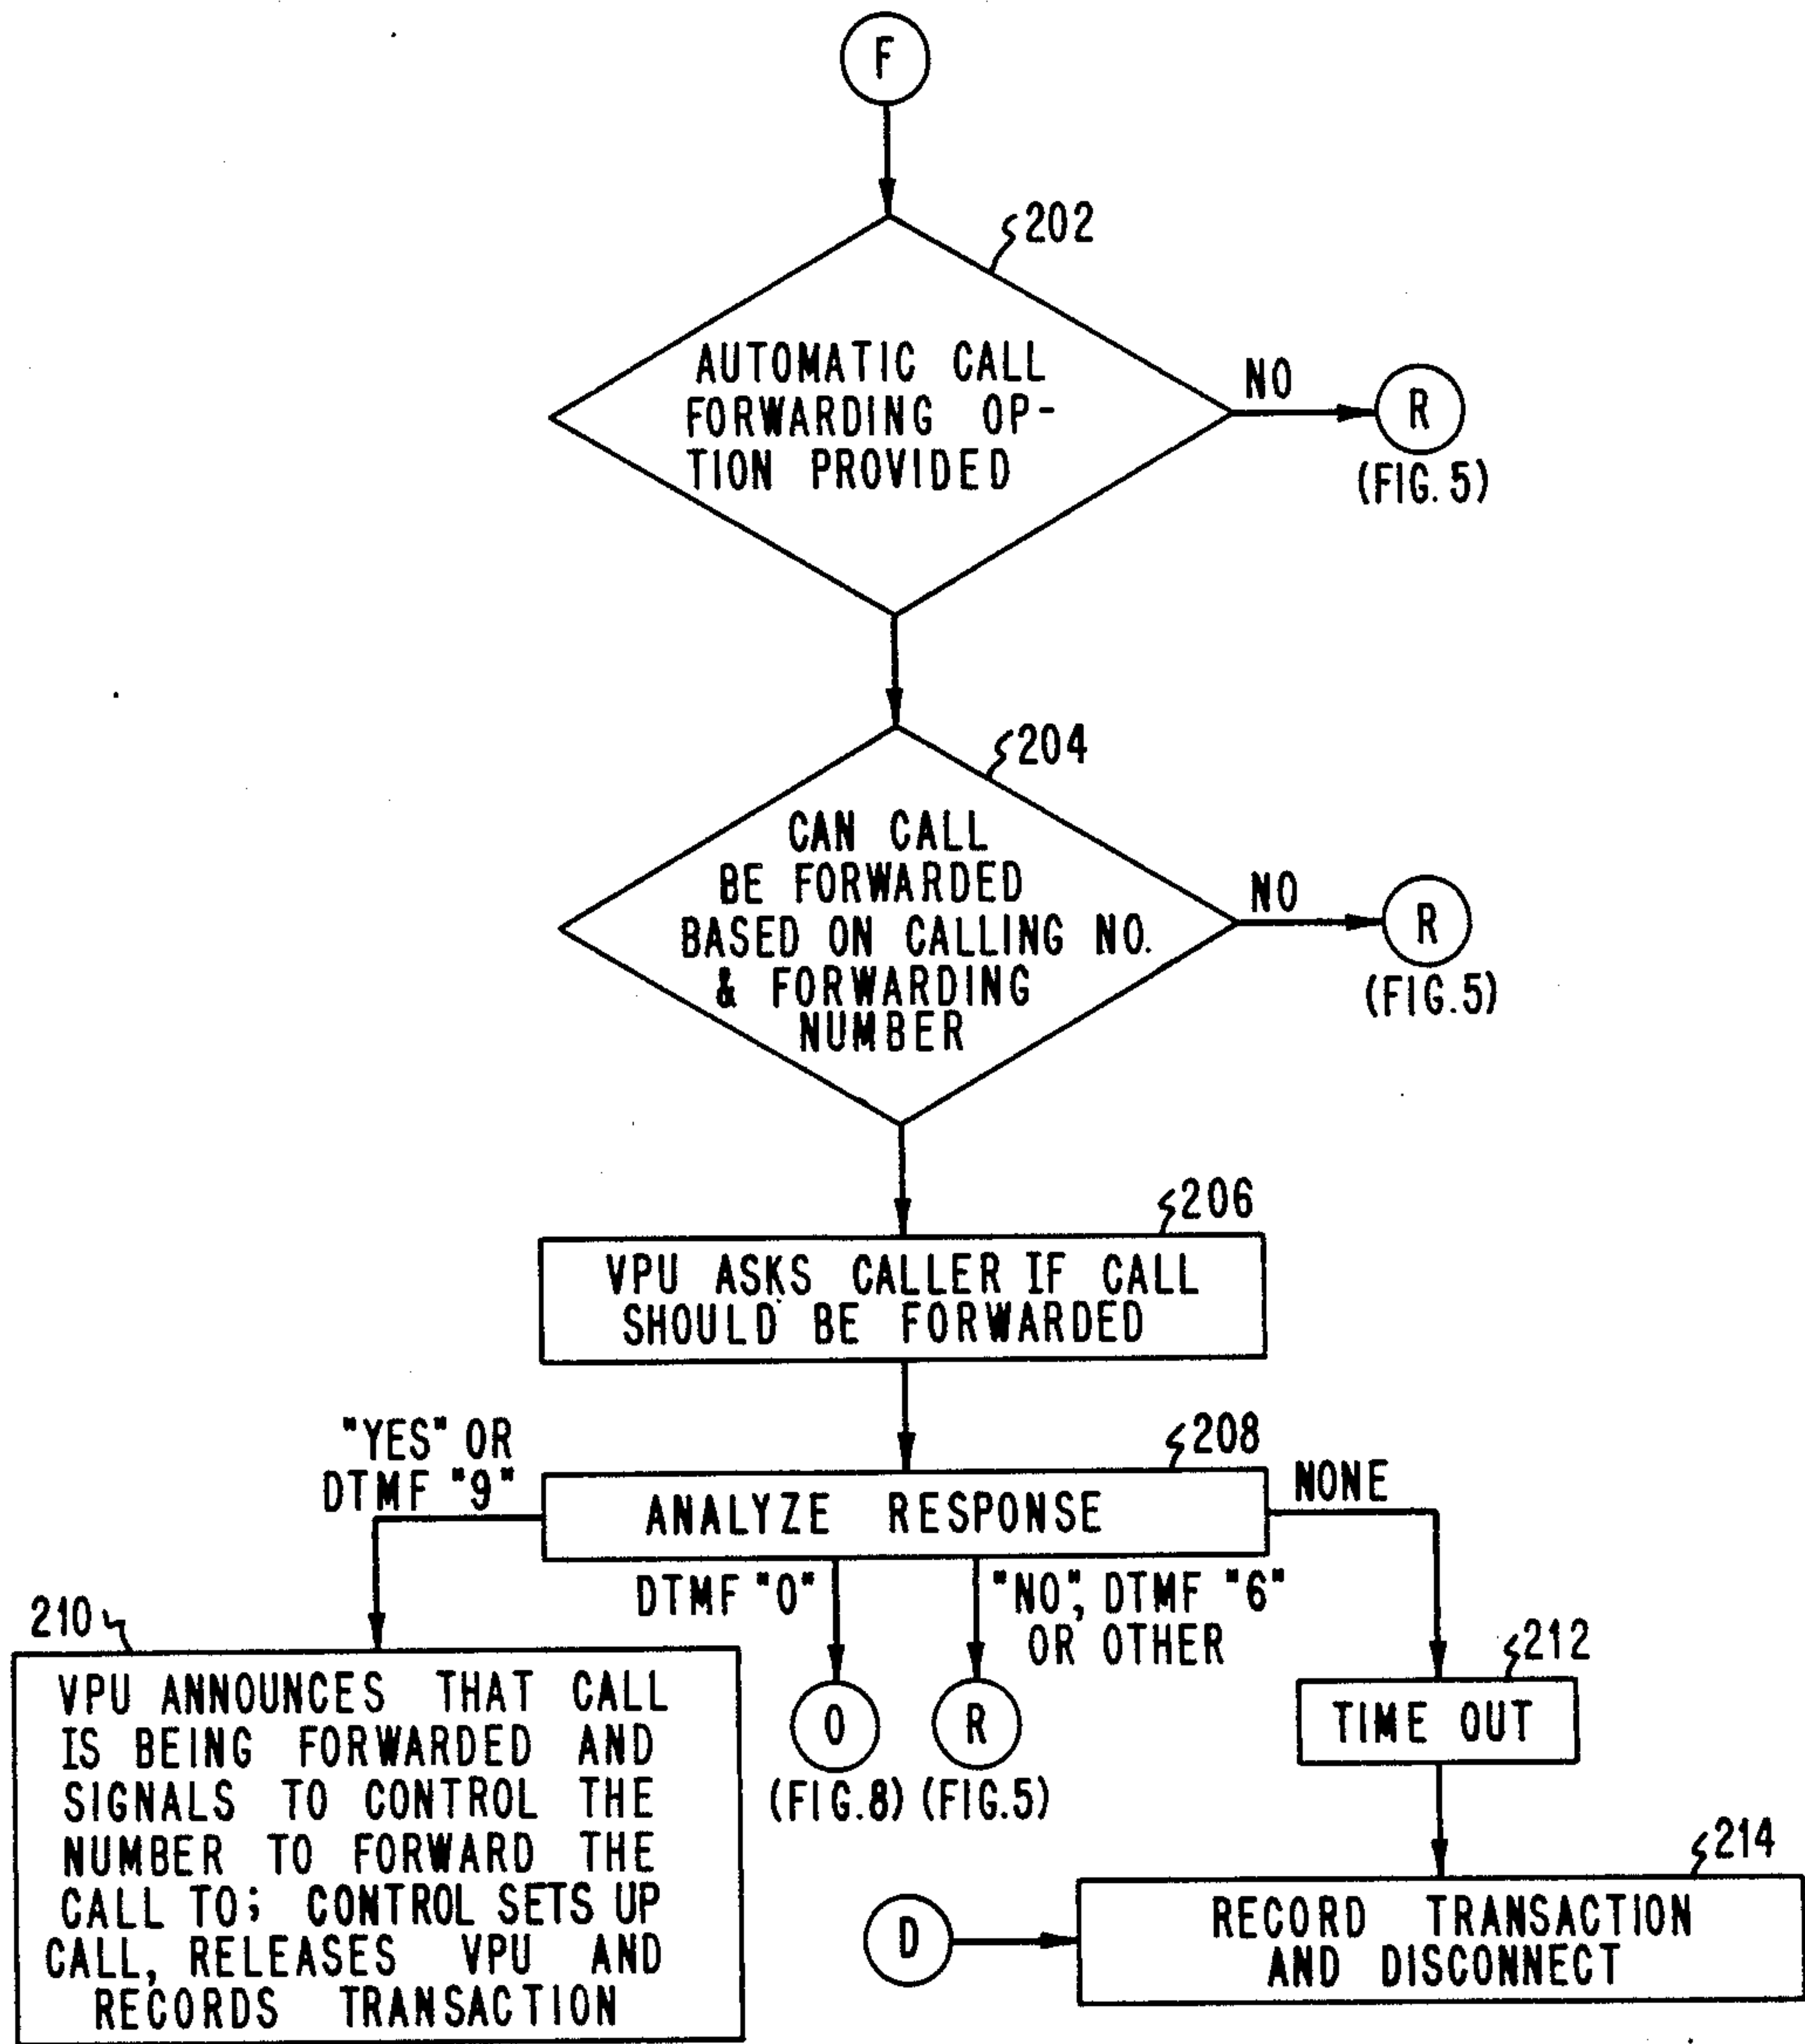 F
202
AUTOMATIC CALL
FORWARDING OP-
TION PROVIDED
NO
R
(FIG. 5)
204
CAN CALL
BE FORWARDED
BASED ON CALLING NO.
& FORWARDING
NUMBER
NO
R
(FIG. 5)
206
VPU ASKS CALLER IF CALL
SHOULD BE FORWARDED
"YES" OR
DTMF "9"
208
ANALYZE RESPONSE
NONE
DTMF "0"
"NO", DTMF "6"
OR OTHER
210
VPU ANNOUNCES THAT CALL
IS BEING FORWARDED AND
SIGNALS TO CONTROL THE
NUMBER TO FORWARD THE
CALL TO; CONTROL SETS UP
CALL, RELEASES VPU AND
RECORDS TRANSACTION
O
(FIG. 8)
R
(FIG. 5)
212
TIME OUT
214
D
RECORD TRANSACTION
AND DISCONNECT